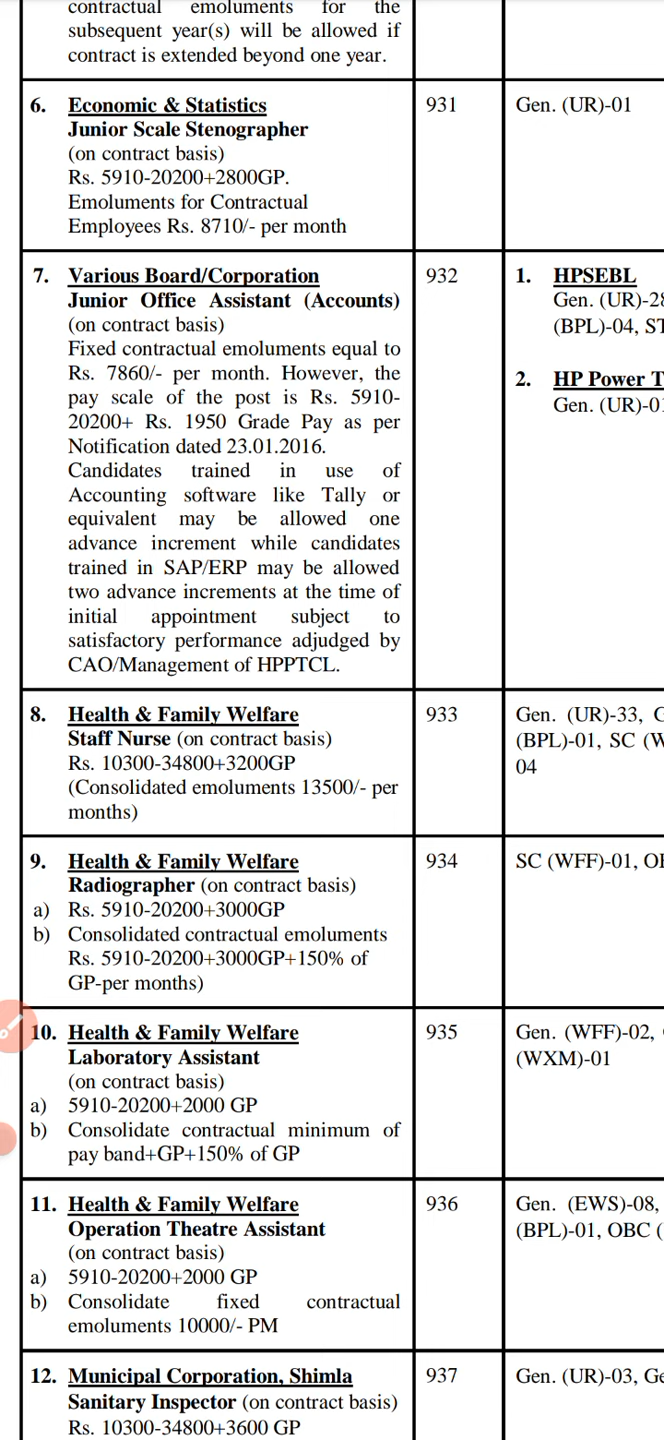 contractual emoluments for the
subsequent year(s) will be allowed if
contract is extended beyond one year.
6. Economic & Statistics 931 Gen. (UR)-01
Junior Scale Stenographer
(on contract basis)
Rs. 5910-20200+2800GP.
Emoluments for Contractual
Employees Rs. 8710/- per month
7. Various Board/Corporation 932 1. HPSEBL
Junior Office Assistant (Accounts) Gen. (UR)-28
(on contract basis) (BPL)-04, ST
Fixed contractual emoluments equal to
Rs. 7860/- per month. However, the 2. HP Power T
pay scale of the post is Rs. 5910- Gen. (UR)-01
20200+ Rs. 1950 Grade Pay as per
Notification dated 23.01.2016.
Candidates trained in use of
Accounting software like Tally or
equivalent may be allowed one
advance increment while candidates
trained in SAP/ERP may be allowed
two advance increments at the time of
initial appointment subject to
satisfactory performance adjudged by
CAO/Management of HPPTCL.
8. Health & Family Welfare 933 Gen. (UR)-33, G
Staff Nurse (on contract basis) (BPL)-01, SC (W
Rs. 10300-34800+3200GP 04
(Consolidated emoluments 13500/- per
months)
9. Health & Family Welfare 934 SC (WFF)-01, OB
Radiographer (on contract basis)
a) Rs. 5910-20200+3000GP
b) Consolidated contractual emoluments
Rs. 5910-20200+3000GP+150% of
GP-per months)
10. Health & Family Welfare 935 Gen. (WFF)-02,
Laboratory Assistant (WXM)-01
(on contract basis)
a) 5910-20200+2000 GP
b) Consolidate contractual minimum of
pay band+GP+150% of GP
11. Health & Family Welfare 936 Gen. (EWS)-08,
Operation Theatre Assistant (BPL)-01, OBC (
(on contract basis)
a) 5910-20200+2000 GP
b) Consolidate fixed contractual
emoluments 10000/- PM
12. Municipal Corporation, Shimla 937 Gen. (UR)-03, Ge
Sanitary Inspector (on contract basis)
Rs. 10300-34800+3600 GP